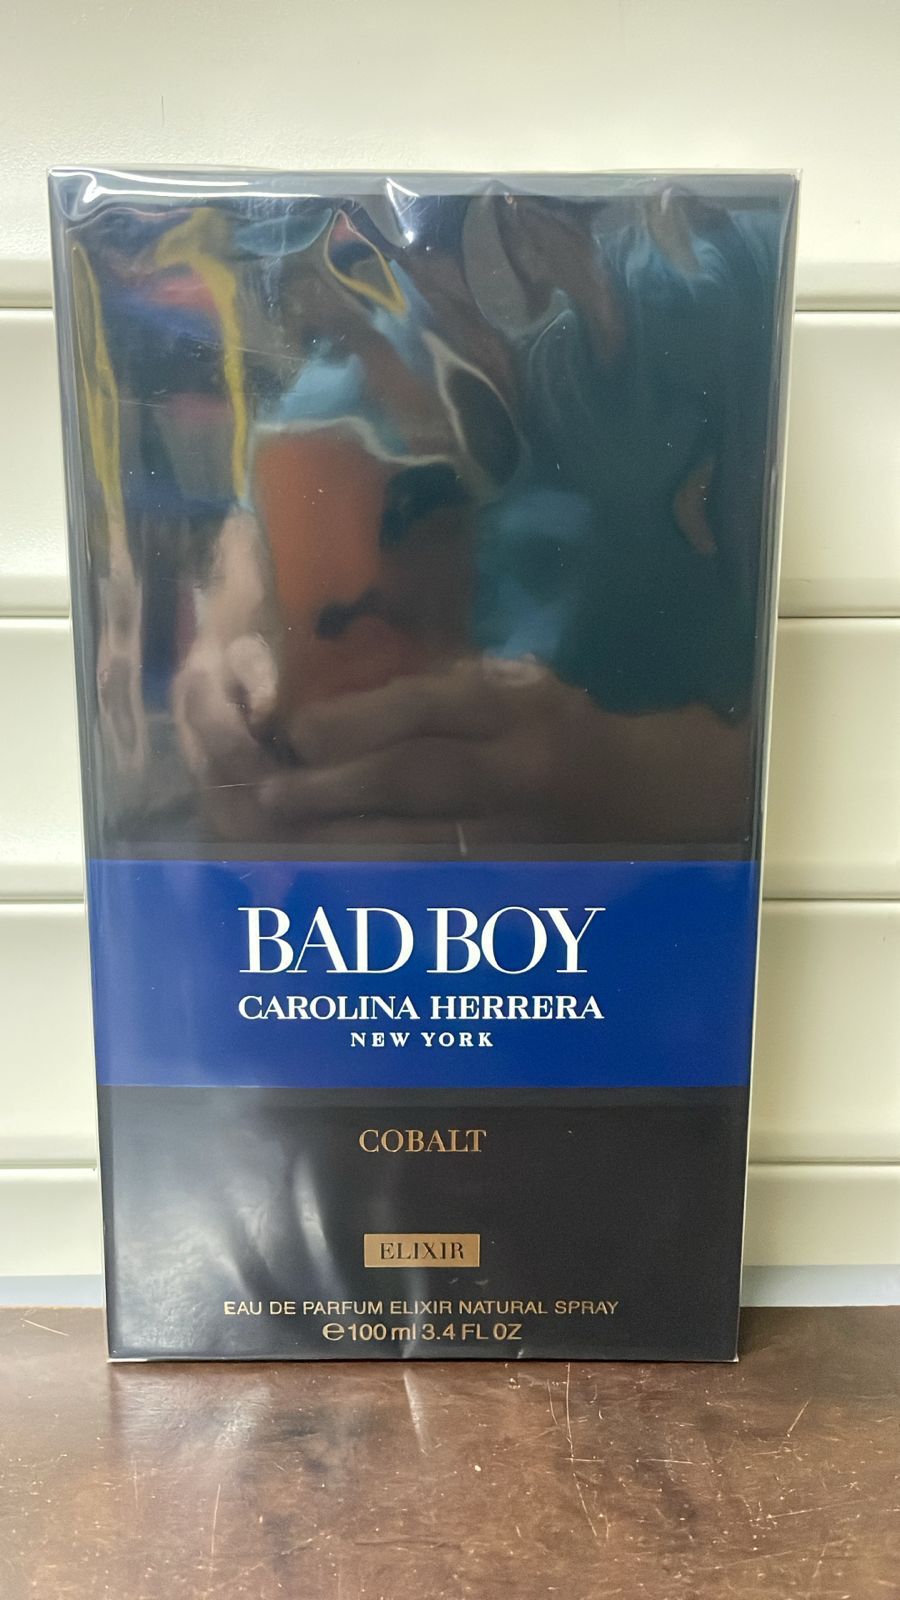 BAD BOY
CAROLINA HERRERA
NEW YORK
COBALT
ELIXIR
EAU DE PARFUM ELIXIR NATURAL SPRAY
℮100 ml 3.4 FL OZ